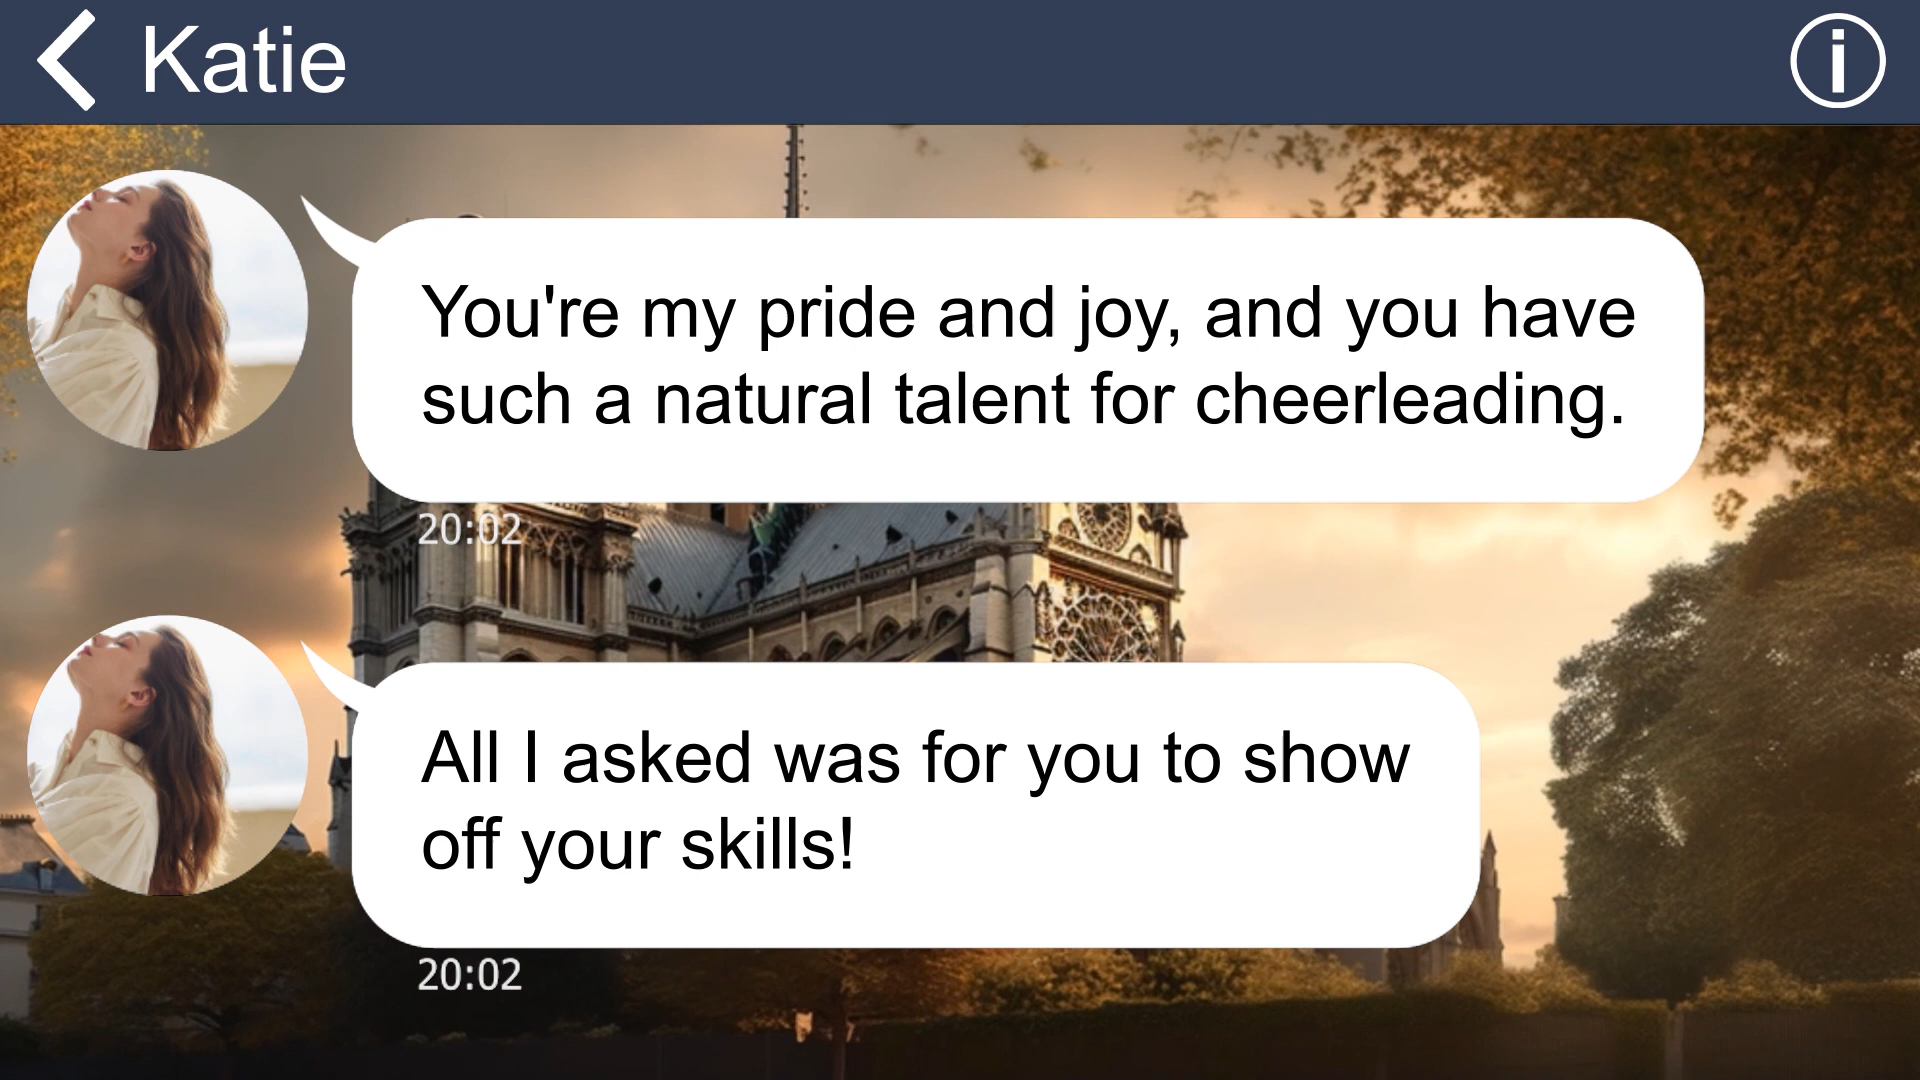 Katie
You're my pride and joy, and you have
such a natural talent for cheerleading.
20:02
All I asked was for you to show
off your skills!
20:02